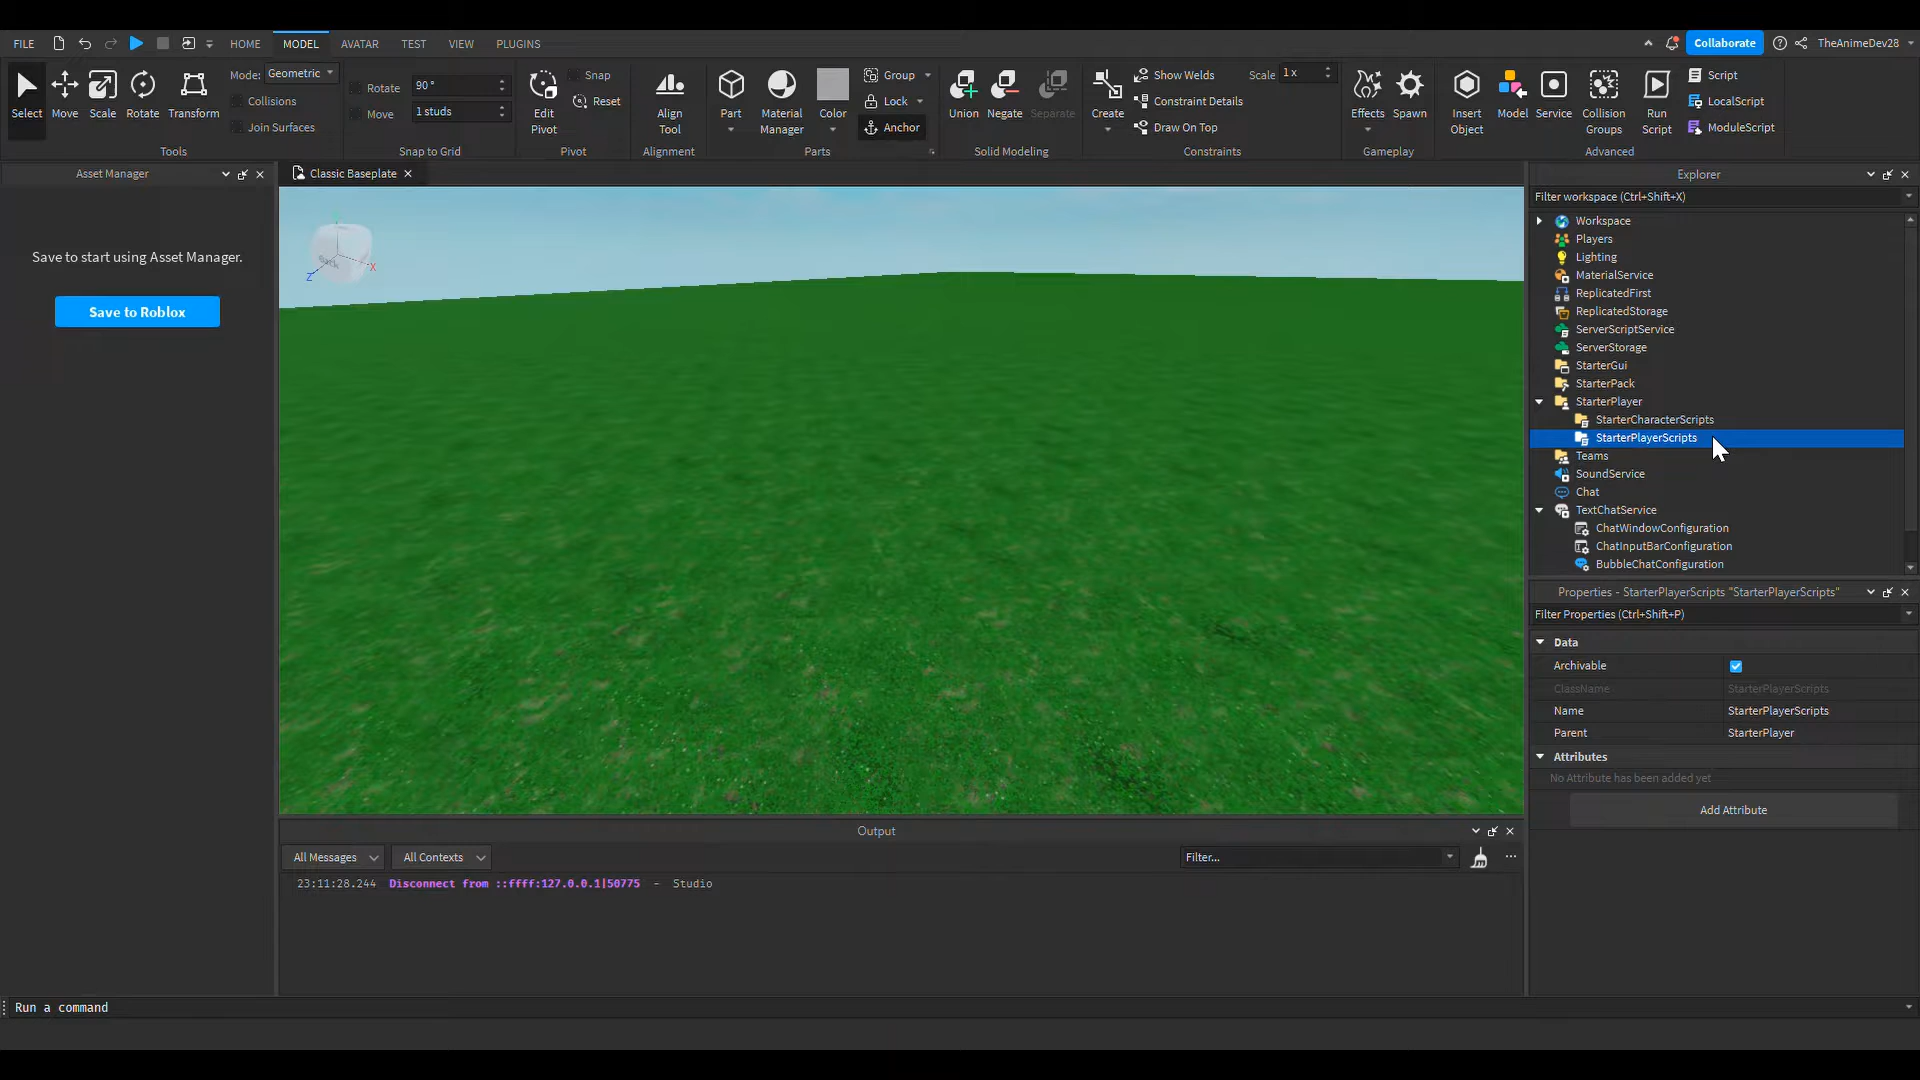 FILE HOME MODEL AVATAR TEST VIEW PLUGINS Collaborate TheAnimeDev28
Select Move Scale Rotate Transform
Mode: Geometric
Collisions
Join Surfaces
Tools
Rotate 90°
Move 1 studs
Snap to Grid
Edit Pivot
Snap
Reset
Pivot
Align Tool
Alignment
Part
Material Manager
Color
Group
Lock
Anchor
Parts
Union Negate Separate
Solid Modeling
Create
Show Welds
Scale 1 x
Constraint Details
Draw On Top
Constraints
Effects Spawn
Gameplay
Insert Object
Model Service
Collision Groups
Run Script
Script
LocalScript
ModuleScript
Advanced
Asset Manager
Save to start using Asset Manager.
Save to Roblox
Classic Baseplate
Back
Z
X
Explorer
Filter workspace (Ctrl+Shift+X)
Workspace
Players
Lighting
MaterialService
ReplicatedFirst
ReplicatedStorage
ServerScriptService
ServerStorage
StarterGui
StarterPack
StarterPlayer
StarterCharacterScripts
StarterPlayerScripts
Teams
SoundService
Chat
TextChatService
ChatWindowConfiguration
ChatInputBarConfiguration
BubbleChatConfiguration
Properties - StarterPlayerScripts "StarterPlayerScripts"
Filter Properties (Ctrl+Shift+P)
Data
Archivable
ClassName StarterPlayerScripts
Name StarterPlayerScripts
Parent StarterPlayer
Attributes
No Attribute has been added yet
Add Attribute
Output
All Messages All Contexts Filter...
23:11:28.244 Disconnect from ::ffff:127.0.0.1|50775 - Studio
Run a command